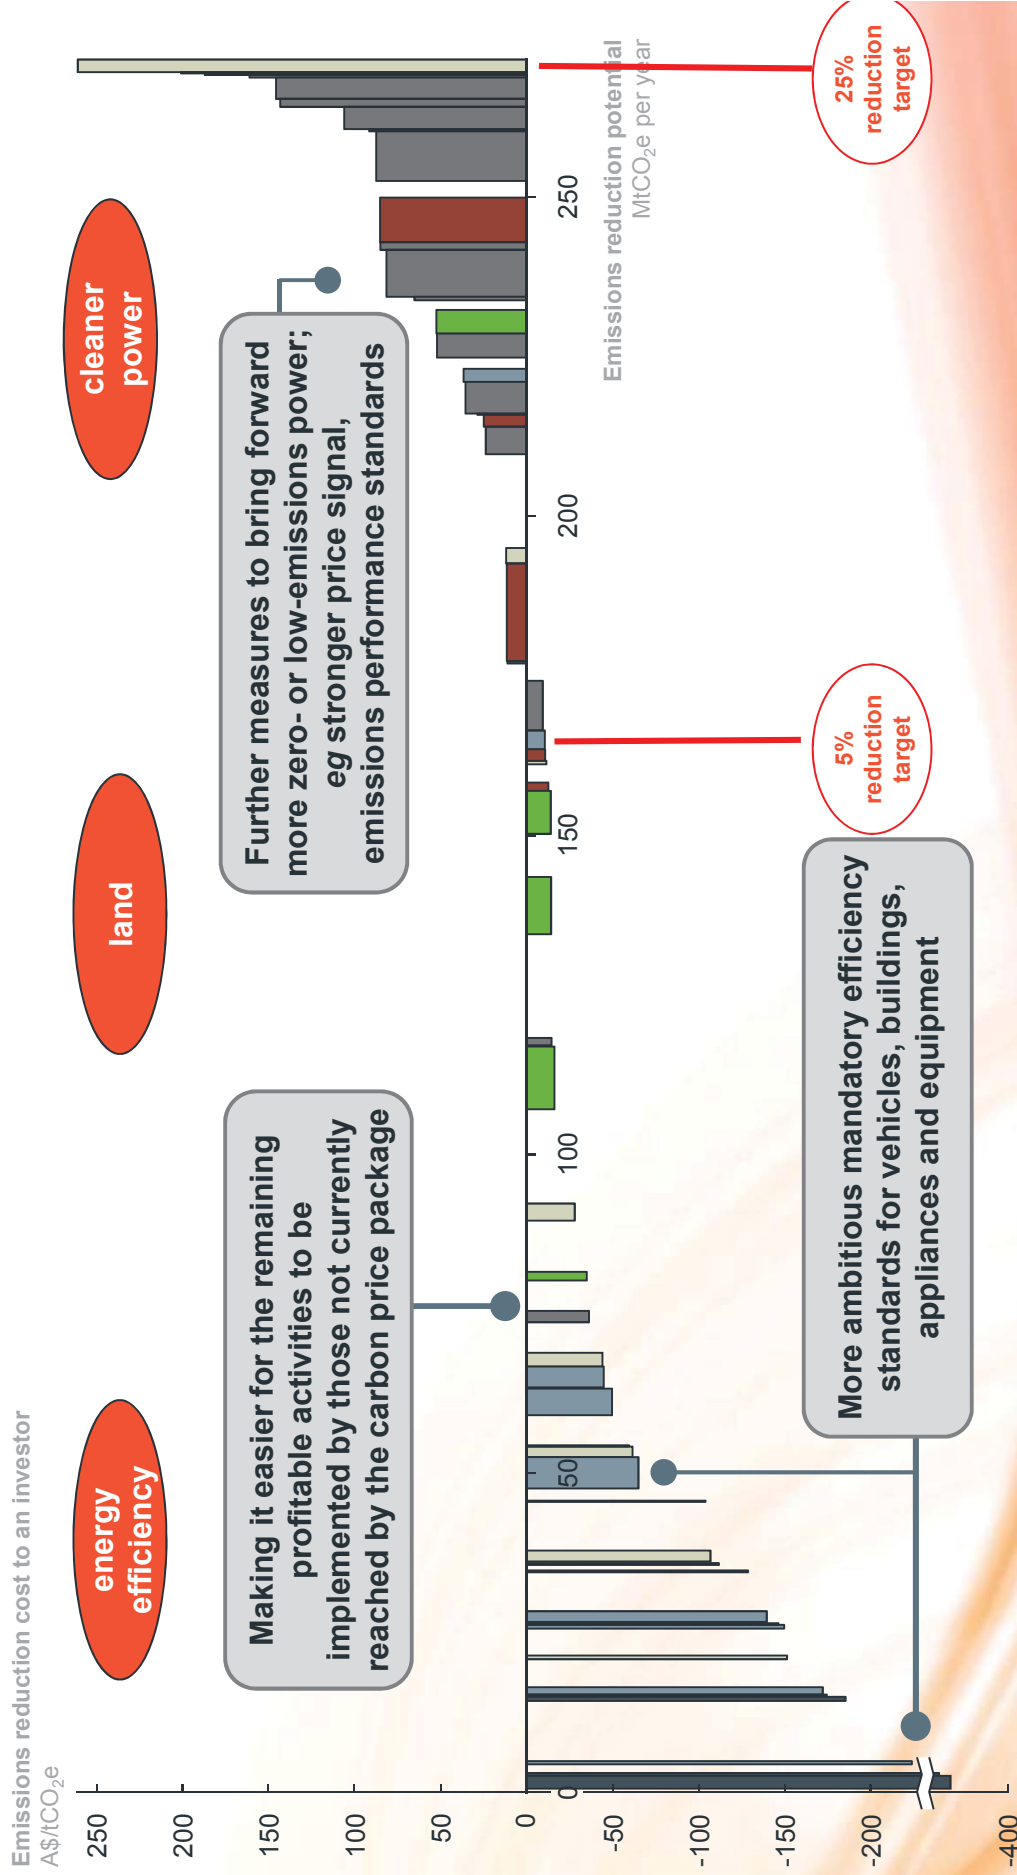 Emissions reduction cost to an investor
A$/tCO₂e
energy
efficiency
land
cleaner
power
250
200
150
100
50
0
-50
-100
-150
-200
-400
Making it easier for the remaining
profitable activities to be
implemented by those not currently
reached by the carbon price package
Further measures to bring forward
more zero- or low-emissions power;
eg stronger price signal,
emissions performance standards
0
50
100
150
200
250
Emissions reduction potential
MtCO₂e per year
More ambitious mandatory efficiency
standards for vehicles, buildings,
appliances and equipment
5%
reduction
target
25%
reduction
target